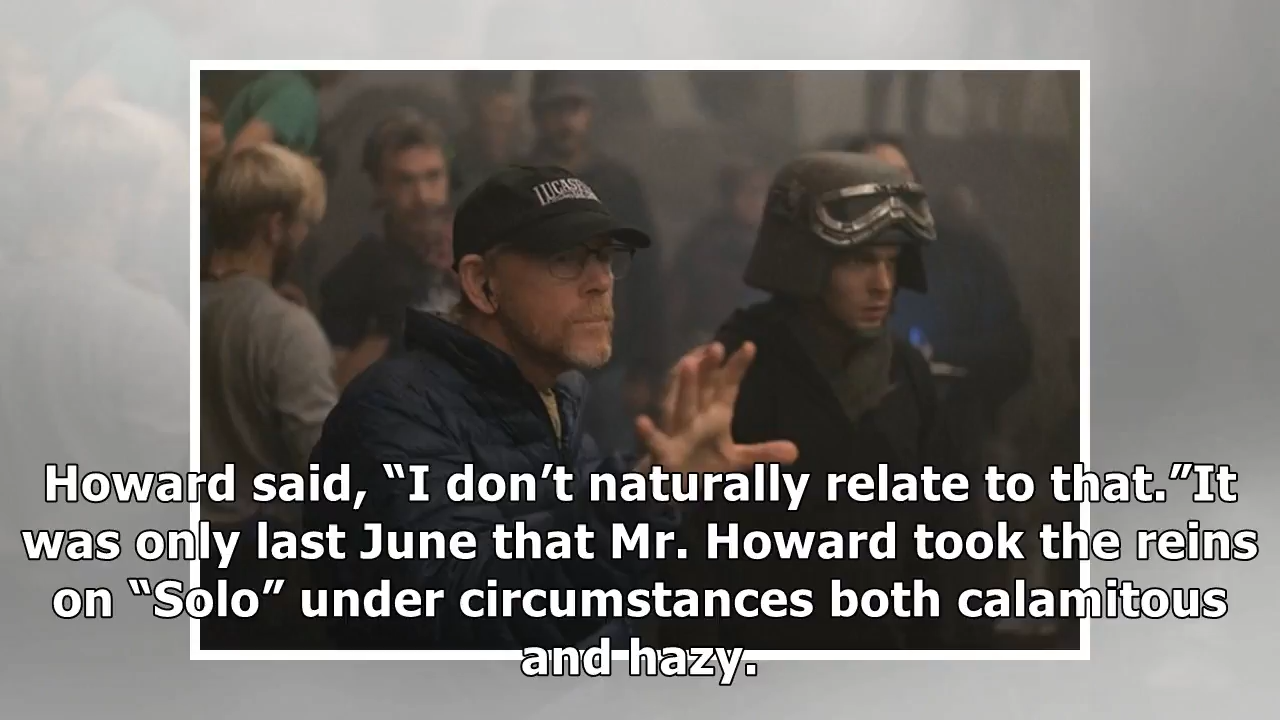 Howard said, “I don’t naturally relate to that.”It
was only last June that Mr. Howard took the reins
on “Solo” under circumstances both calamitous
and hazy.